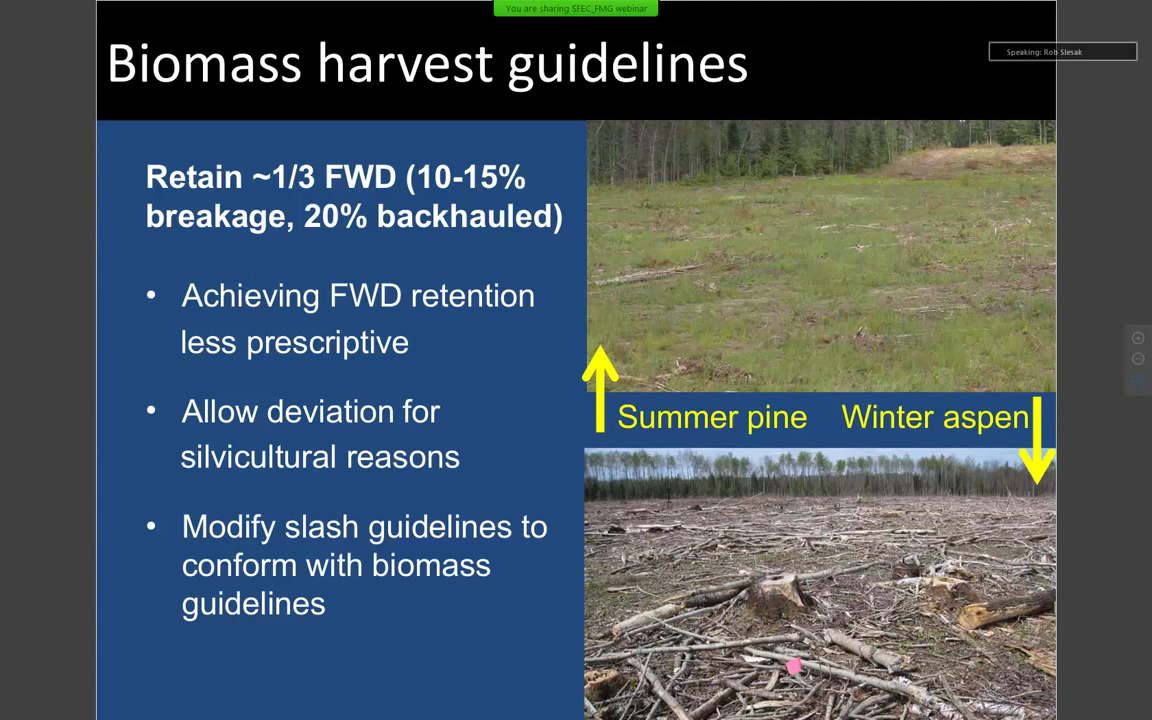 You are sharing SFEC_FMG webinar
Biomass harvest guidelines
Speaking: Rob Slesak
Retain ~1/3 FWD (10-15%
breakage, 20% backhauled)
• Achieving FWD retention
less prescriptive
• Allow deviation for
silvicultural reasons
• Modify slash guidelines to
conform with biomass
guidelines
Summer pine
Winter aspen